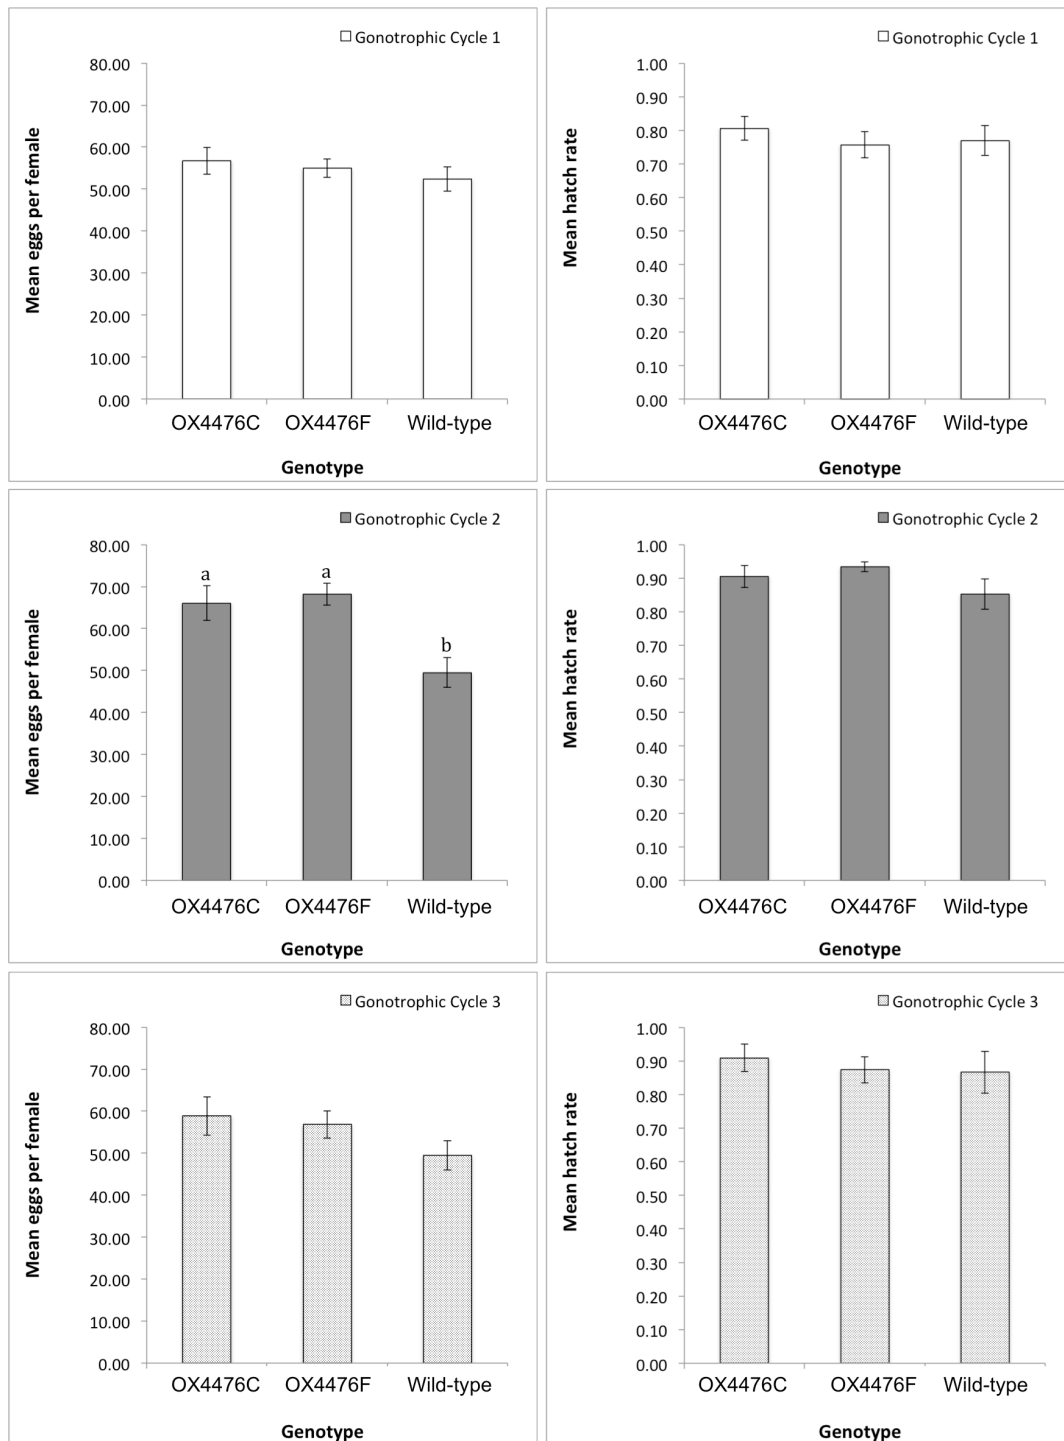 Gonotrophic Cycle 1
Mean eggs per female
80.00
70.00
60.00
50.00
40.00
30.00
20.00
10.00
0.00
OX4476C OX4476F Wild-type
Genotype
Gonotrophic Cycle 1
Mean hatch rate
1.00
0.90
0.80
0.70
0.60
0.50
0.40
0.30
0.20
0.10
0.00
OX4476C OX4476F Wild-type
Genotype
Gonotrophic Cycle 2
Mean eggs per female
80.00
70.00
60.00
50.00
40.00
30.00
20.00
10.00
0.00
a a b
OX4476C OX4476F Wild-type
Genotype
Gonotrophic Cycle 2
Mean hatch rate
1.00
0.90
0.80
0.70
0.60
0.50
0.40
0.30
0.20
0.10
0.00
OX4476C OX4476F Wild-type
Genotype
Gonotrophic Cycle 3
Mean eggs per female
80.00
70.00
60.00
50.00
40.00
30.00
20.00
10.00
0.00
OX4476C OX4476F Wild-type
Genotype
Gonotrophic Cycle 3
Mean hatch rate
1.00
0.90
0.80
0.70
0.60
0.50
0.40
0.30
0.20
0.10
0.00
OX4476C OX4476F Wild-type
Genotype